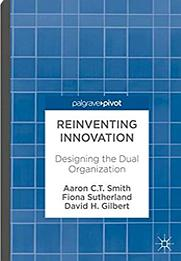 palgrave pivot
REINVENTING
INNOVATION
Designing the Dual
Organization
Aaron C.T. Smith
Fiona Sutherland
David H. Gilbert